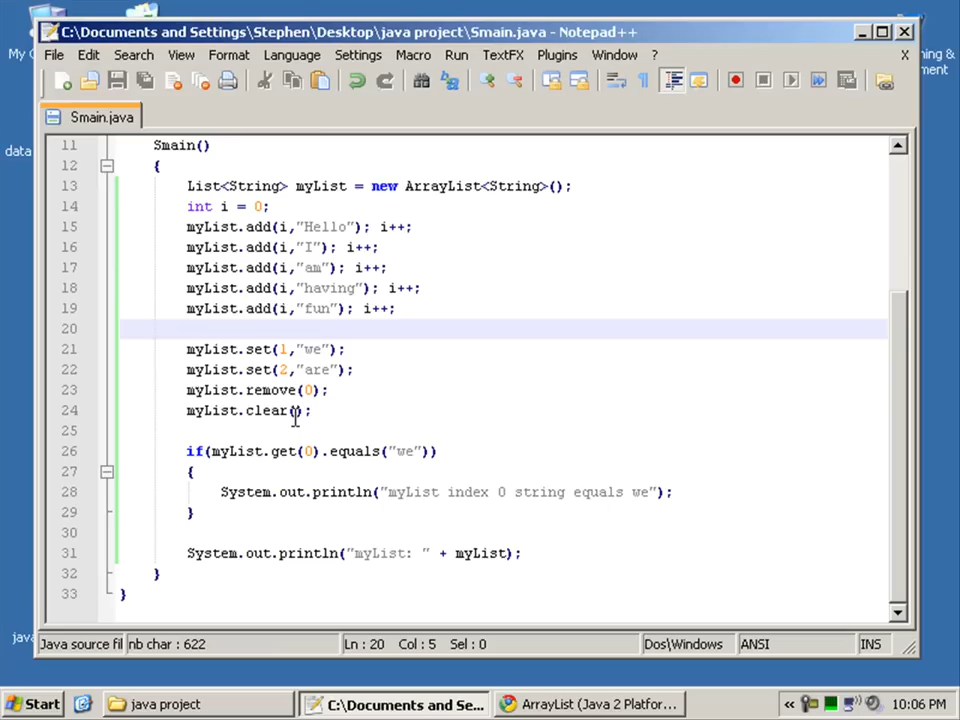 C:\Documents and Settings\Stephen\Desktop\java project\Smain.java - Notepad++
File Edit Search View Format Language Settings Macro Run TextFX Plugins Window ? X
Smain.java
11 Smain()
12 {
13 List<String> myList = new ArrayList<String>();
14 int i = 0;
15 myList.add(i,"Hello"); i++;
16 myList.add(i,"I"); i++;
17 myList.add(i,"am"); i++;
18 myList.add(i,"having"); i++;
19 myList.add(i,"fun"); i++;
20
21 myList.set(1,"we");
22 myList.set(2,"are");
23 myList.remove(0);
24 myList.clear();
25
26 if(myList.get(0).equals("we"))
27 {
28 System.out.println("myList index 0 string equals we");
29 }
30
31 System.out.println("myList: " + myList);
32 }
33 }
Java source fil nb char : 622 Ln : 20 Col : 5 Sel : 0 Dos\Windows ANSI INS
My
data
jav
Start java project C:\Documents and Se... ArrayList (Java 2 Platfor... « 10:06 PM